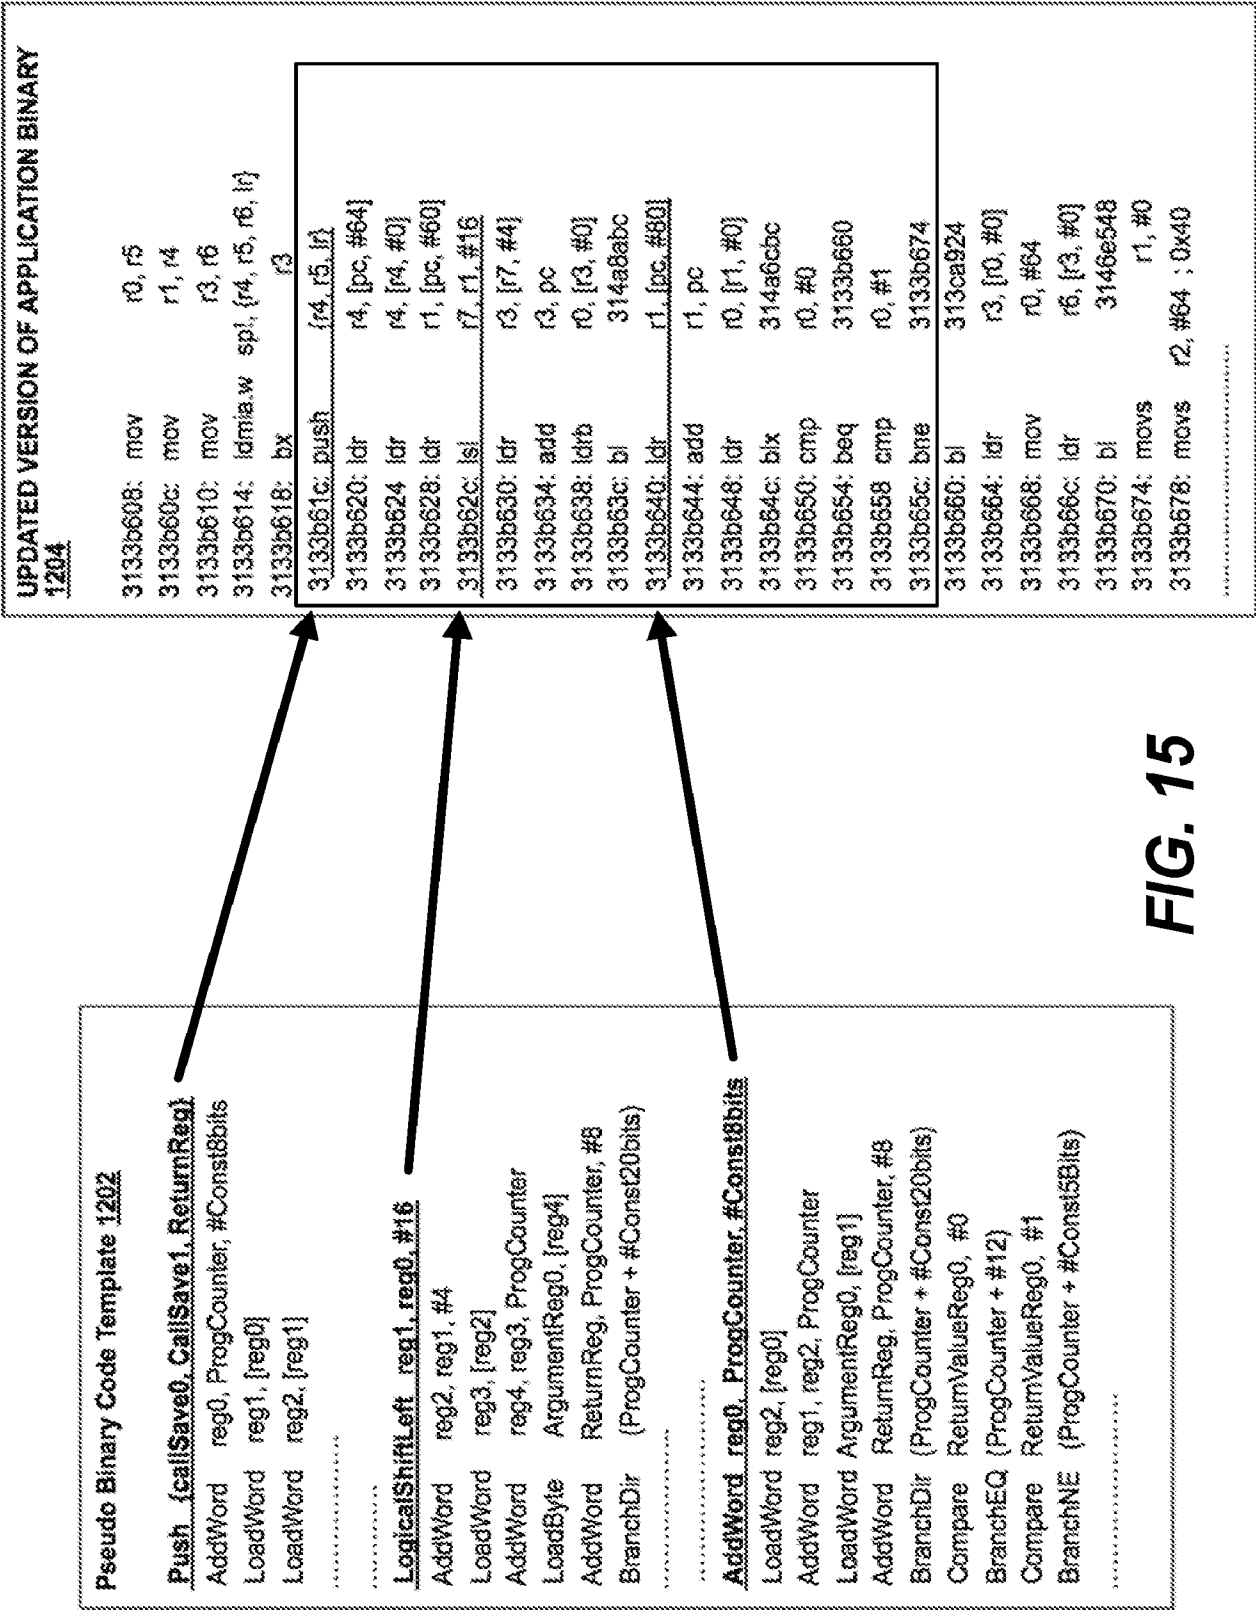 Pseudo Binary Code Template 1202
Push {callSave0, CallSave1, ReturnReg}
AddWord reg0, ProgCounter, #Const8bits
LoadWord reg1, [reg0]
LoadWord reg2, [reg1]
....................
....................
LogicalShiftLeft reg1, reg0, #16
AddWord reg2, reg1, #4
LoadWord reg3, [reg2]
AddWord reg4, reg3, ProgCounter
LoadByte ArgumentReg0, [reg4]
AddWord ReturnReg, ProgCounter, #8
BranchDir {ProgCounter + #Const20bits}
....................
....................
AddWord reg0, ProgCounter, #Const8bits
LoadWord reg2, [reg0]
AddWord reg1, reg2, ProgCounter
LoadWord ArgumentReg0, [reg1]
AddWord ReturnReg, ProgCounter, #8
BranchDir {ProgCounter + #Const20bits}
Compare ReturnValueReg0, #0
BranchEQ {ProgCounter + #12}
Compare ReturnValueReg0, #1
BranchNE {ProgCounter + #Const5Bits}
....................
UPDATED VERSION OF APPLICATION BINARY
1204
3133b608: mov r0, r5
3133b60c: mov r1, r4
3133b610: mov r3, r6
3133b614: ldmia.w sp!, {r4, r5, r6, lr}
3133b618: bx r3
3133b61c: push {r4, r5, lr}
3133b620: ldr r4, [pc, #64]
3133b624 ldr r4, [r4, #0]
3133b628: ldr r1, [pc, #60]
3133b62c: lsl r7, r1, #16
3133b630: ldr r3, [r7, #4]
3133b634: add r3, pc
3133b638: ldrb r0, [r3, #0]
3133b63c: bl 314a8abc
3133b640: ldr r1, [pc, #80]
3133b644: add r1, pc
3133b648: ldr r0, [r1, #0]
3133b64c: blx 314a6cbc
3133b650: cmp r0, #0
3133b654: beq 3133b660
3133b658 cmp r0, #1
3133b65c: bne 3133b674
3133b660: bl 313ca924
3133b664: ldr r3, [r0, #0]
3133b668: mov r0, #64
3133b66c: ldr r6, [r3, #0]
3133b670: bl 3146e548
3133b674: movs r1, #0
3133b678: movs r2, #64 ; 0x40
....................
FIG. 15